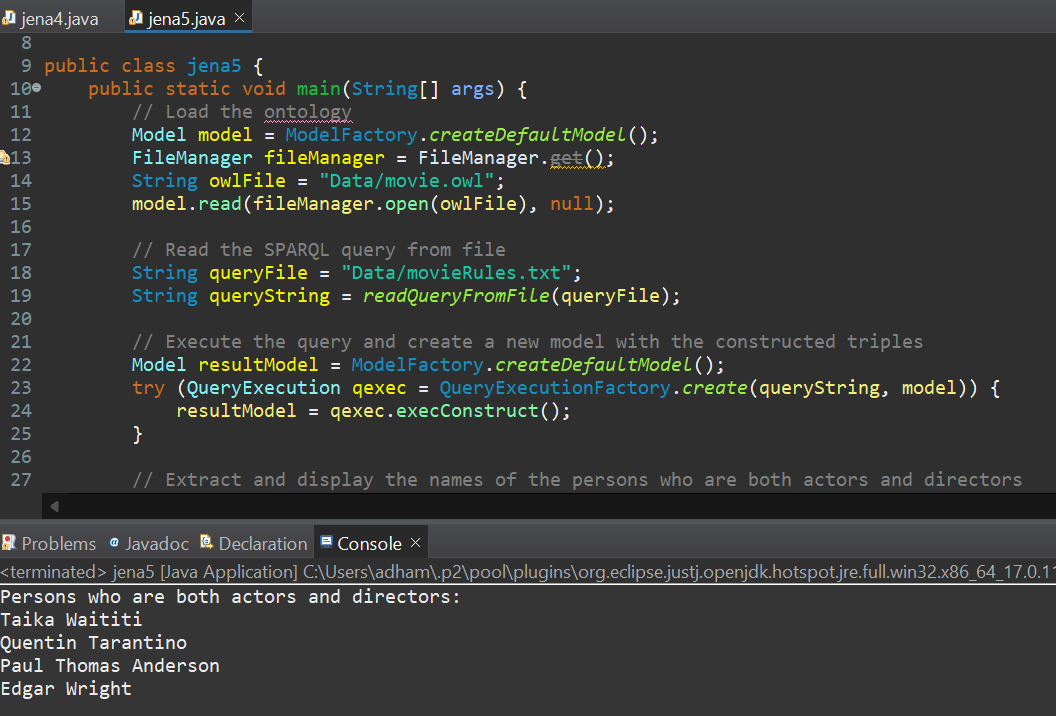 jena4.java jena5.java
8
9 public class jena5 {
10 public static void main(String[] args) {
11 // Load the ontology
12 Model model = ModelFactory.createDefaultModel();
13 FileManager fileManager = FileManager.get();
14 String owlFile = "Data/movie.owl";
15 model.read(fileManager.open(owlFile), null);
16
17 // Read the SPARQL query from file
18 String queryFile = "Data/movieRules.txt";
19 String queryString = readQueryFromFile(queryFile);
20
21 // Execute the query and create a new model with the constructed triples
22 Model resultModel = ModelFactory.createDefaultModel();
23 try (QueryExecution qexec = QueryExecutionFactory.create(queryString, model)) {
24 resultModel = qexec.execConstruct();
25 }
26
27 // Extract and display the names of the persons who are both actors and directors
Problems Javadoc Declaration Console
<terminated> jena5 [Java Application] C:\Users\adham\.p2\pool\plugins\org.eclipse.justj.openjdk.hotspot.jre.full.win32.x86_64_17.0.11
Persons who are both actors and directors:
Taika Waititi
Quentin Tarantino
Paul Thomas Anderson
Edgar Wright